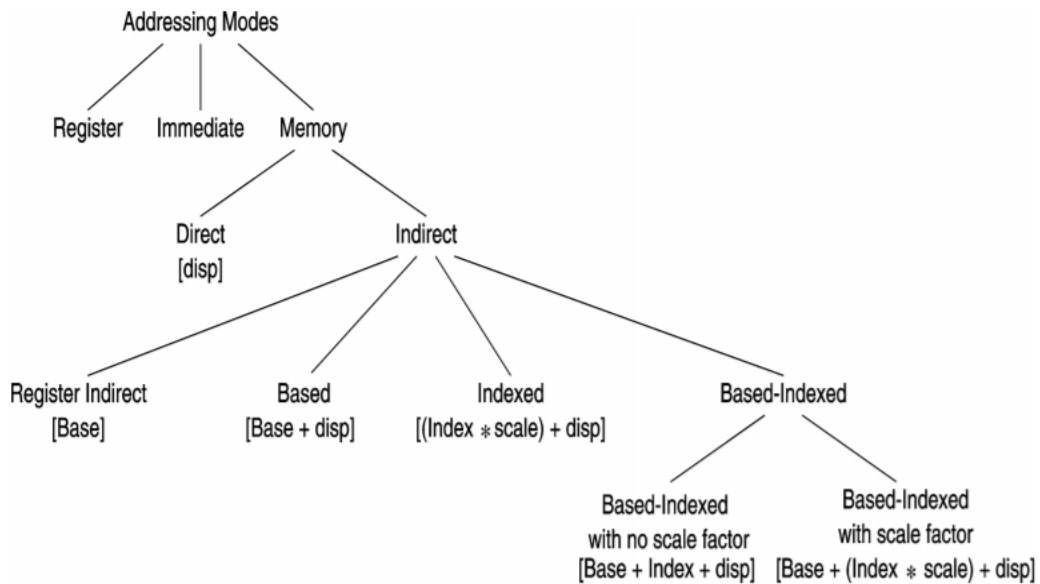 Addressing Modes
Register
Immediate
Memory
Direct
[disp]
Indirect
Register Indirect
[Base]
Based
[Base + disp]
Indexed
[(Index * scale) + disp]
Based-Indexed
Based-Indexed
with no scale factor
[Base + Index + disp]
Based-Indexed
with scale factor
[Base + (Index * scale) + disp]